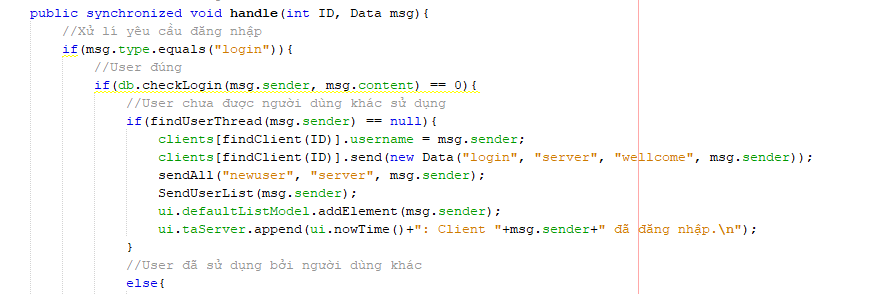 public synchronized void handle(int ID, Data msg){
//Xử lí yêu cầu đăng nhập
if(msg.type.equals("login")){
//User đúng
if(db.checkLogin(msg.sender, msg.content) == 0){
//User chưa được người dùng khác sử dụng
if(findUserThread(msg.sender) == null){
clients[findClient(ID)].username = msg.sender;
clients[findClient(ID)].send(new Data("login", "server", "wellcome", msg.sender));
sendAll("newuser", "server", msg.sender);
SendUserList(msg.sender);
ui.defaultListModel.addElement(msg.sender);
ui.taServer.append(ui.nowTime()+": Client "+msg.sender+" đã đăng nhập.\n");
}
//User đã sử dụng bởi người dùng khác
else{